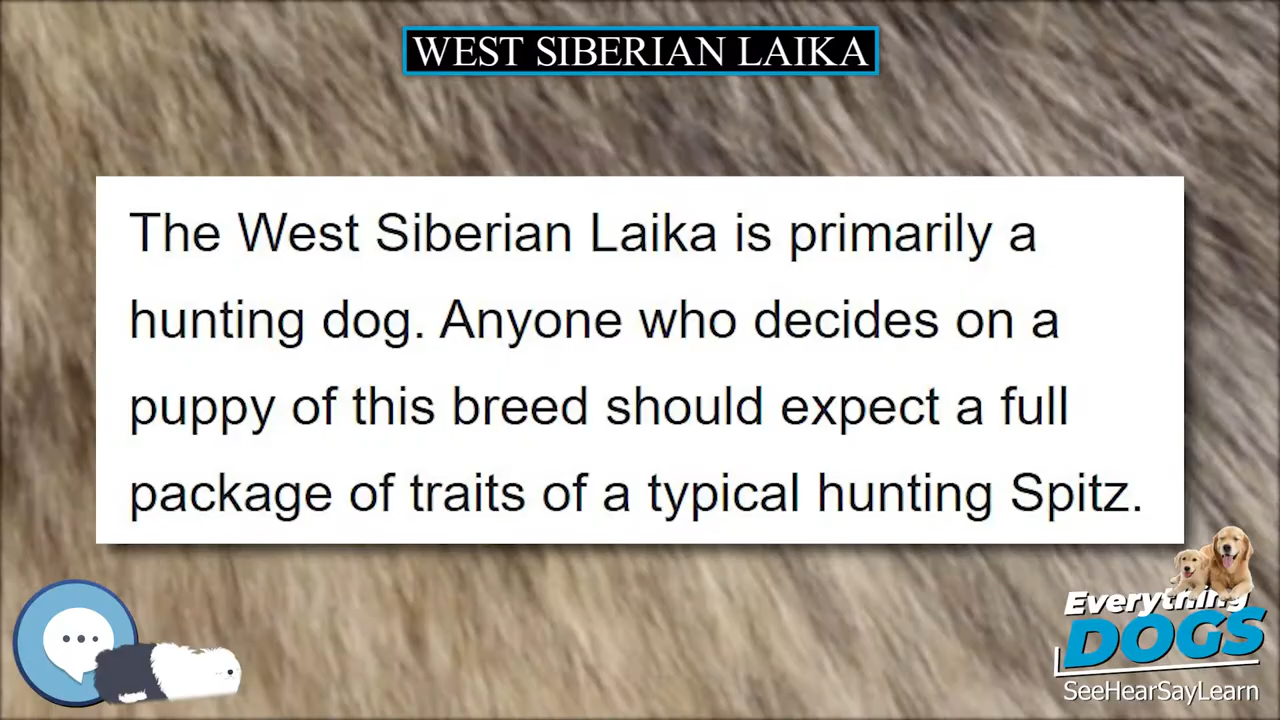 WEST SIBERIAN LAIKA
The West Siberian Laika is primarily a
hunting dog. Anyone who decides on a
puppy of this breed should expect a full
package of traits of a typical hunting Spitz.
Everything
DOGS
SeeHearSayLearn